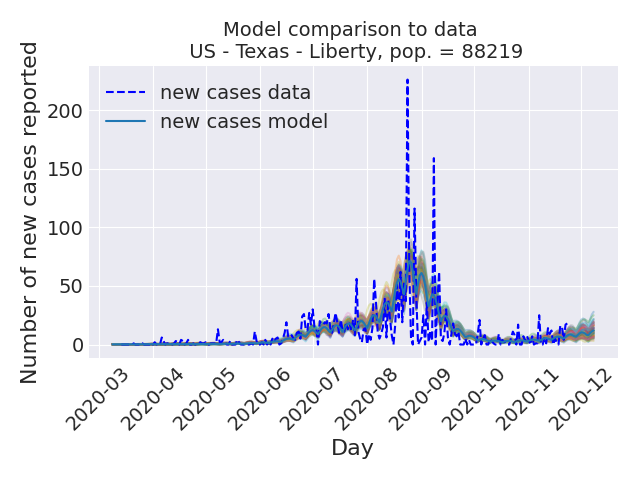 Model comparison to data
US - Texas - Liberty, pop. = 88219
Number of new cases reported
200
150
100
50
0
new cases data
new cases model
2020-03
2020-04
2020-05
2020-06
2020-07
2020-08
2020-09
2020-10
2020-11
2020-12
Day